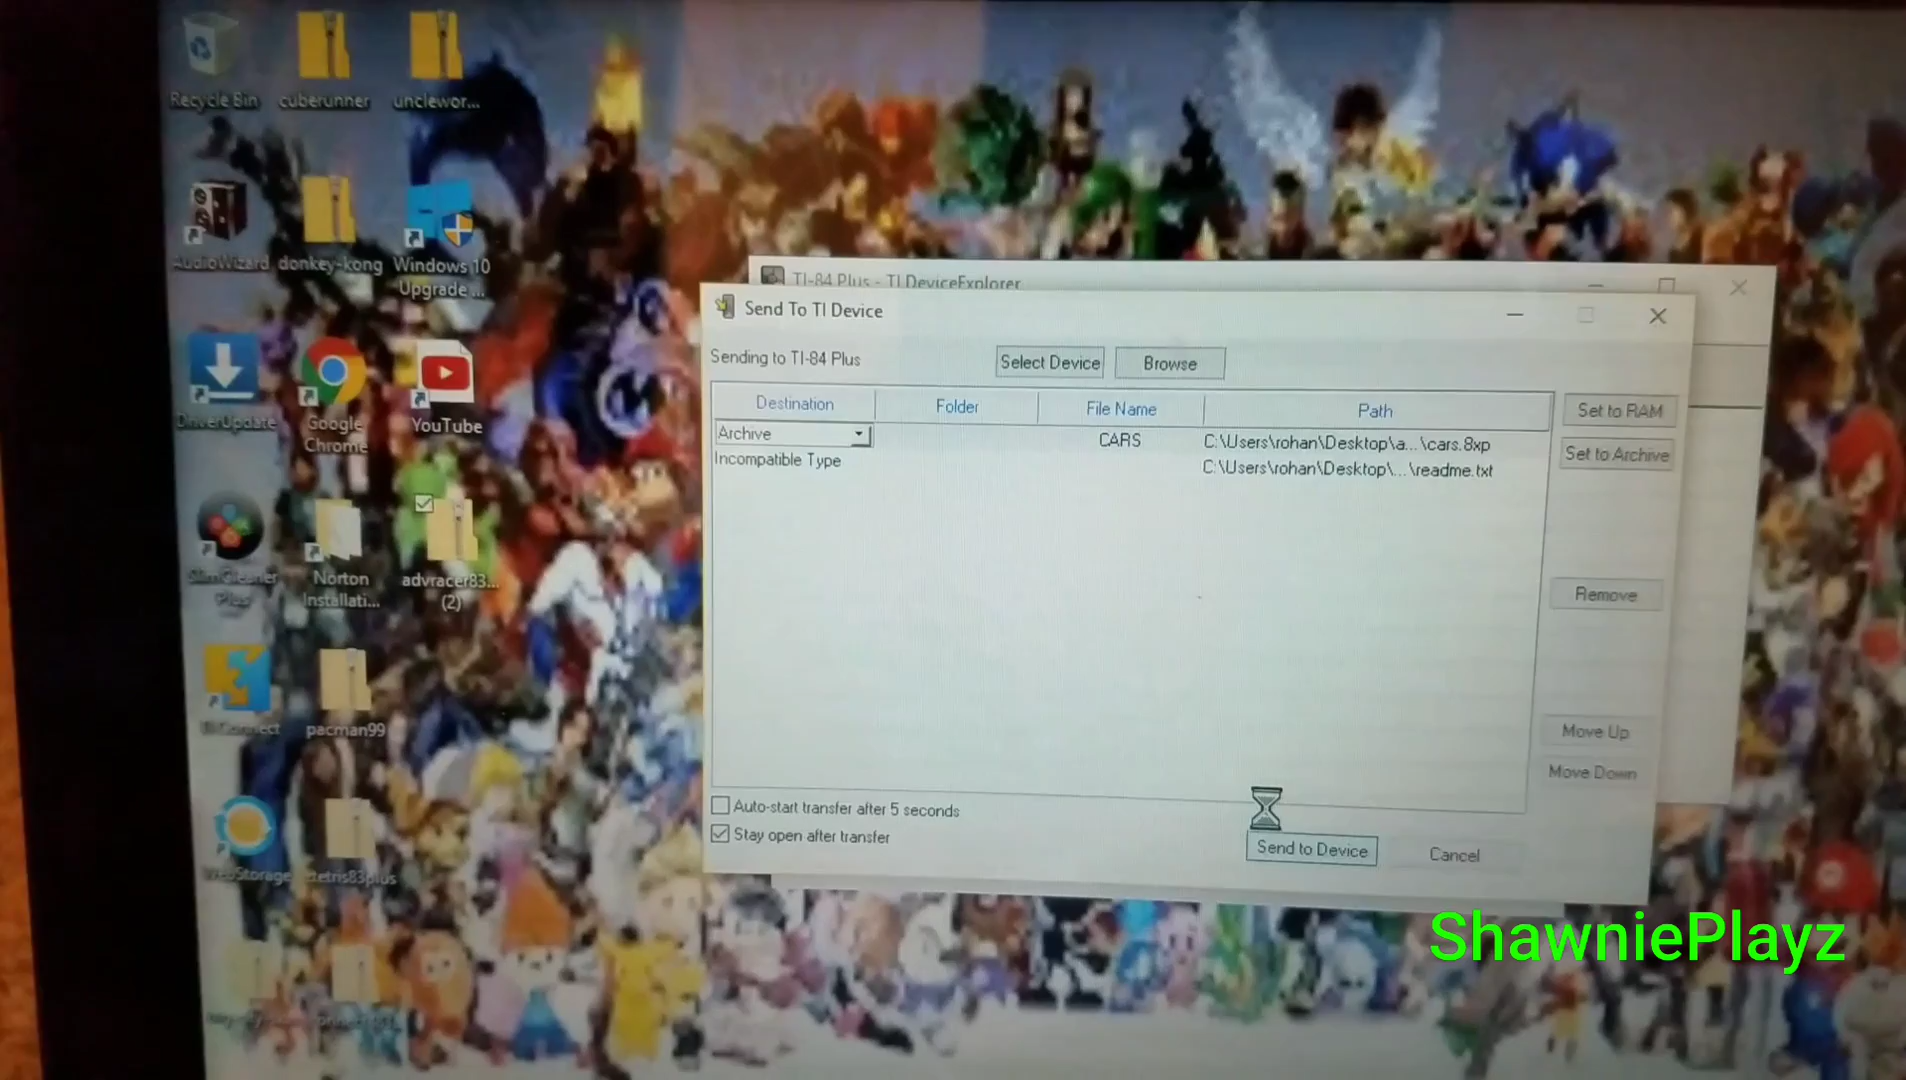 Recycle Bin
cuberunner
unclewor...
AudioWizard
donkey-kong
Windows 10
Upgrade ...
DriverUpdate
Google
Chrome
YouTube
SlimCleaner
Plus
Norton
Installati...
advracer83...
(2)
pacman99
WebStorage
tetris83plus
TI-84 Plus - TI DeviceExplorer
Send To TI Device
Sending to TI-84 Plus
Select Device
Browse
Destination
Folder
File Name
Path
Set to RAM
Archive
CARS
C:\Users\rohan\Desktop\a...\cars.8xp
Set to Archive
Incompatible Type
C:\Users\rohan\Desktop\...\readme.txt
Remove
Move Up
Move Down
Auto-start transfer after 5 seconds
Stay open after transfer
Send to Device
Cancel
ShawniePlayz